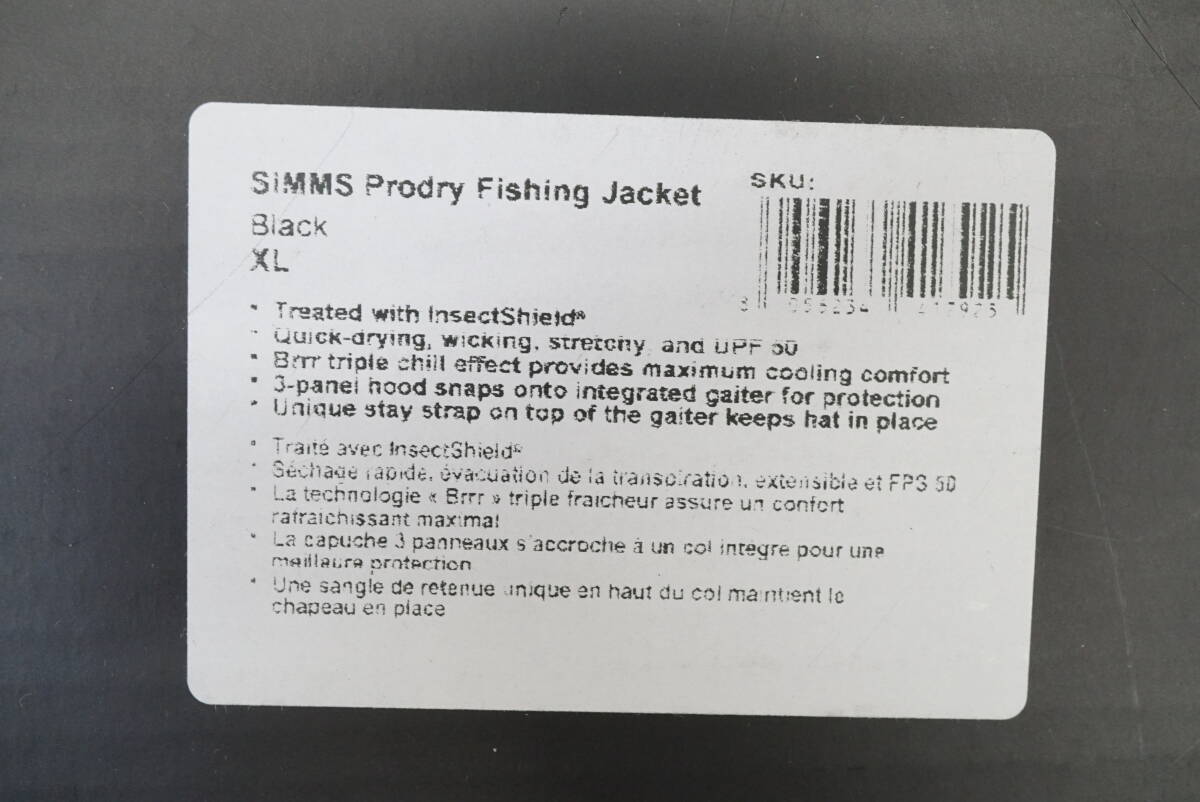 SIMMS Prodry Fishing Jacket
Black
XL
SKU:
• Treated with InsectShield®
• Quick-drying, wicking, stretchy, and UPF 50
• Brrr triple chill effect provides maximum cooling comfort
• 3-panel hood snaps onto integrated gaiter for protection
• Unique stay strap on top of the gaiter keeps hat in place
• Traité avec InsectShield®
• Séchage rapide, évacuation de la transpiration, extensible et FPS 50
• La technologie « Brrr » triple fraîcheur assure un confort
rafraîchissant maximal
• La capuche 3 panneaux s'accroche à un col intégré pour une
meilleure protection
• Une sangle de retenue unique en haut du col maintient le
chapeau en place